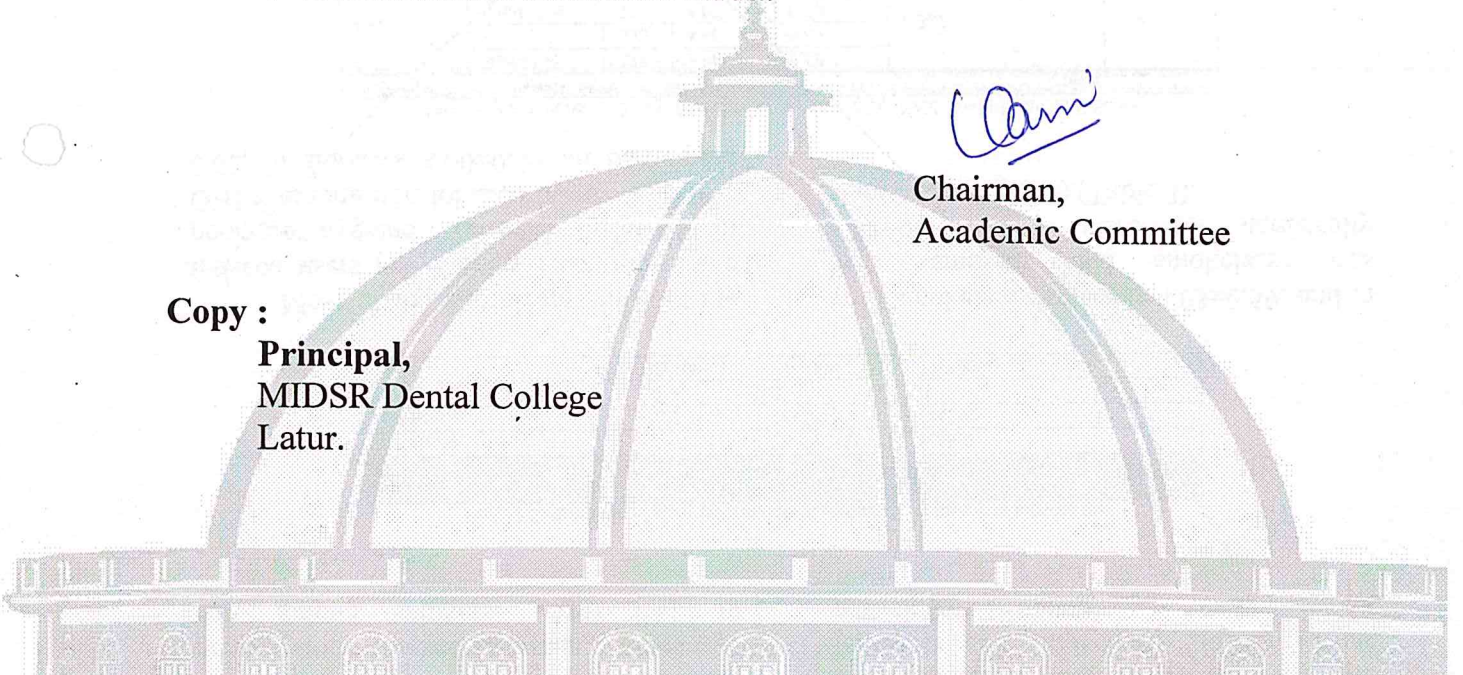 Chairman,
Academic Committee
Copy :
Principal,
MIDSR Dental College
Latur.